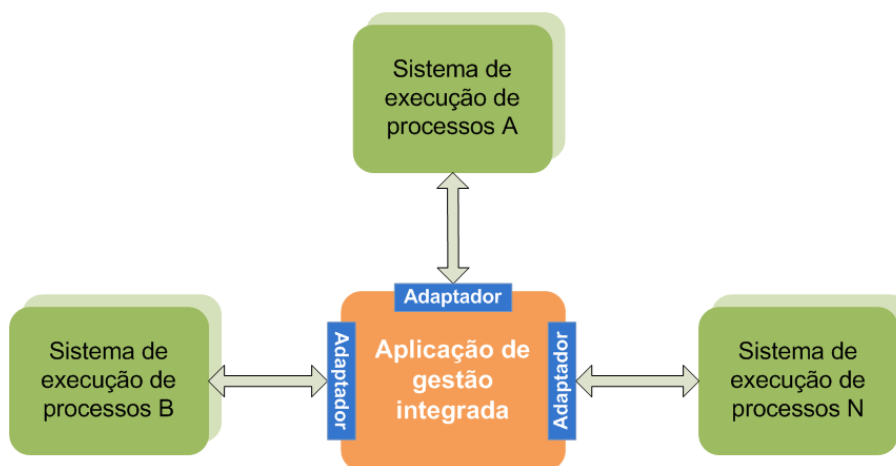 Sistema de
execução de
processos A
Adaptador
Sistema de
execução de
processos B
Adaptador
Aplicação de
gestão
integrada
Adaptador
Sistema de
execução de
processos N